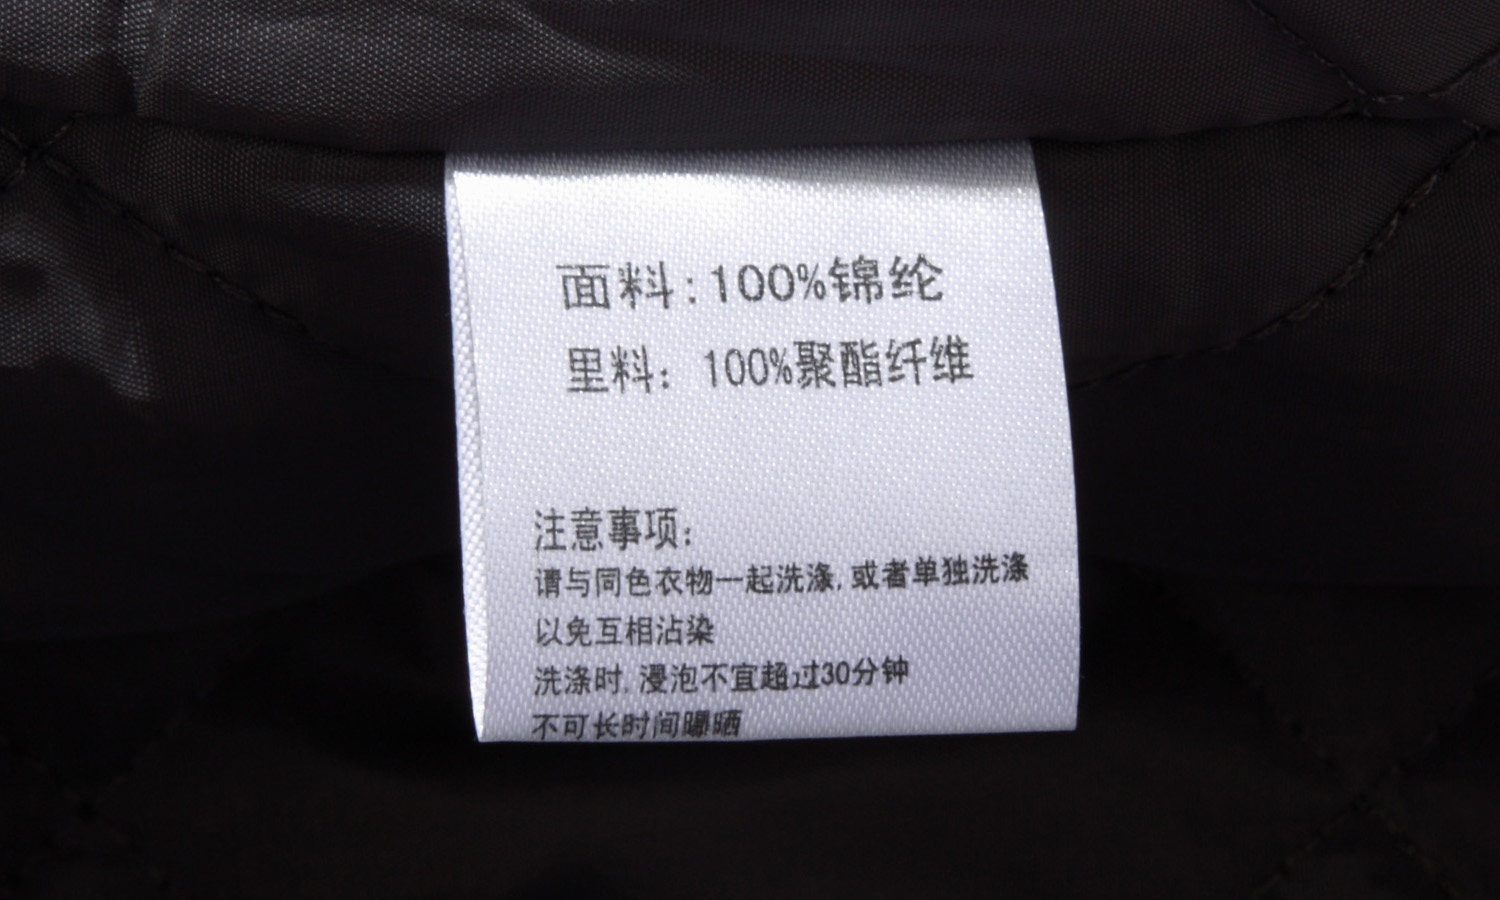 面料:100%锦纶
里料：100%聚酯纤维
注意事项：
请与同色衣物一起洗涤,或者单独洗涤
以免互相沾染
洗涤时,浸泡不宜超过30分钟
不可长时间曝晒